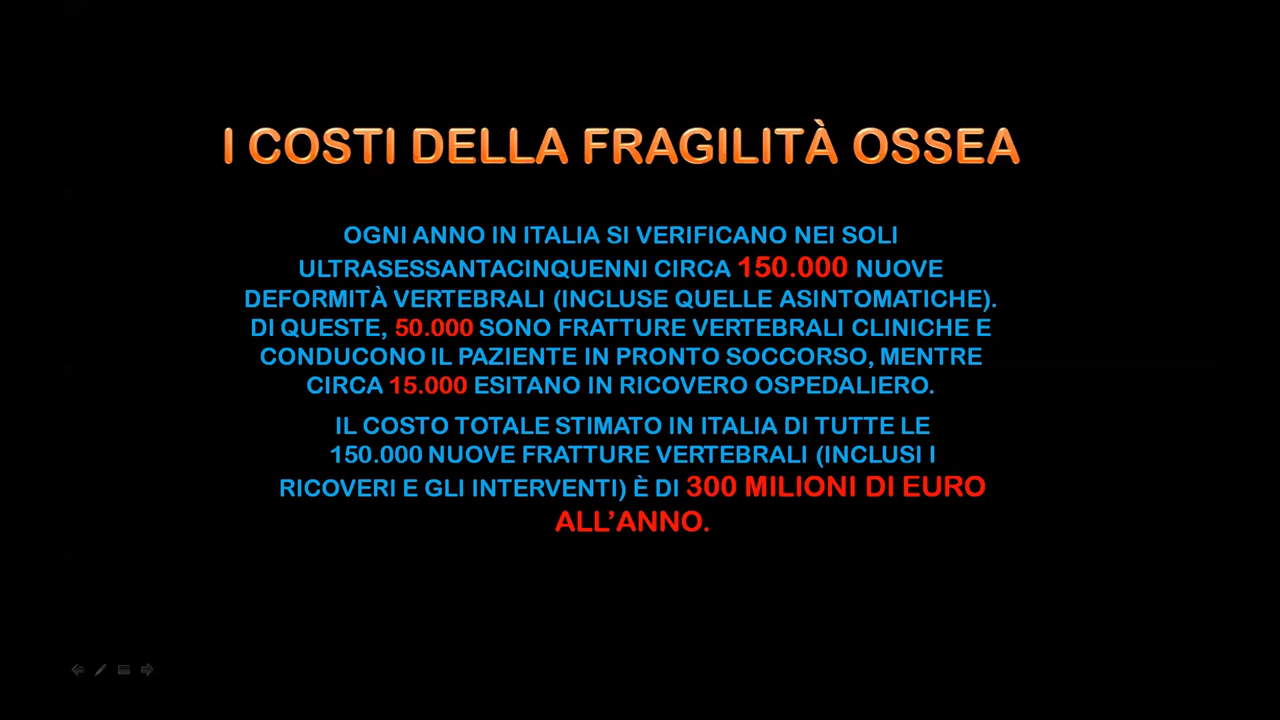 I COSTI DELLA FRAGILITÀ OSSEA
OGNI ANNO IN ITALIA SI VERIFICANO NEI SOLI
ULTRASESSANTACINQUENNI CIRCA 150.000 NUOVE
DEFORMITÀ VERTEBRALI (INCLUSE QUELLE ASINTOMATICHE).
DI QUESTE, 50.000 SONO FRATTURE VERTEBRALI CLINICHE E
CONDUCONO IL PAZIENTE IN PRONTO SOCCORSO, MENTRE
CIRCA 15.000 ESITANO IN RICOVERO OSPEDALIERO.
IL COSTO TOTALE STIMATO IN ITALIA DI TUTTE LE
150.000 NUOVE FRATTURE VERTEBRALI (INCLUSI I
RICOVERI E GLI INTERVENTI) È DI 300 MILIONI DI EURO
ALL’ANNO.